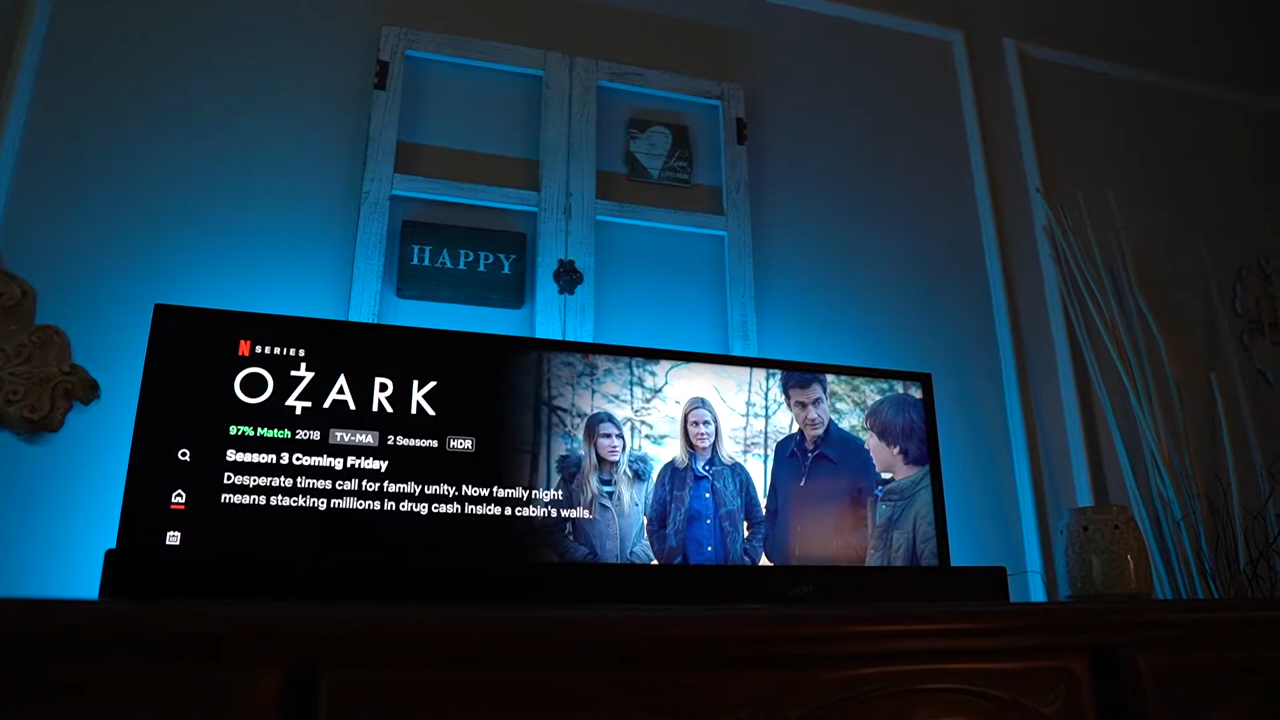 HAPPY
Love
N SERIES
OZARK
97% Match 2018 TV-MA 2 Seasons HDR
Season 3 Coming Friday
Desperate times call for family unity. Now family night
means stacking millions in drug cash inside a cabin's walls.